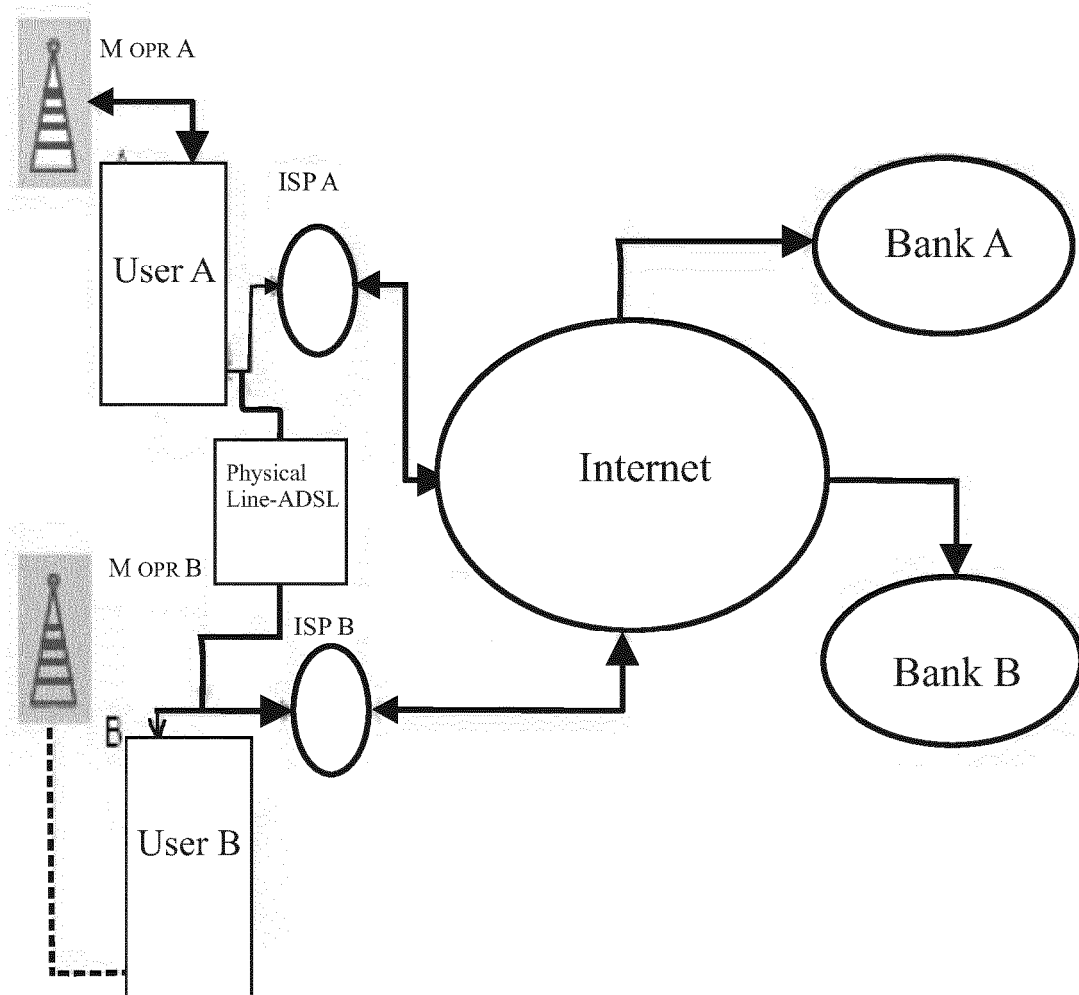 M OPR A
ISP A
User A
Bank A
Internet
Physical
Line-ADSL
M OPR B
ISP B
Bank B
B
User B